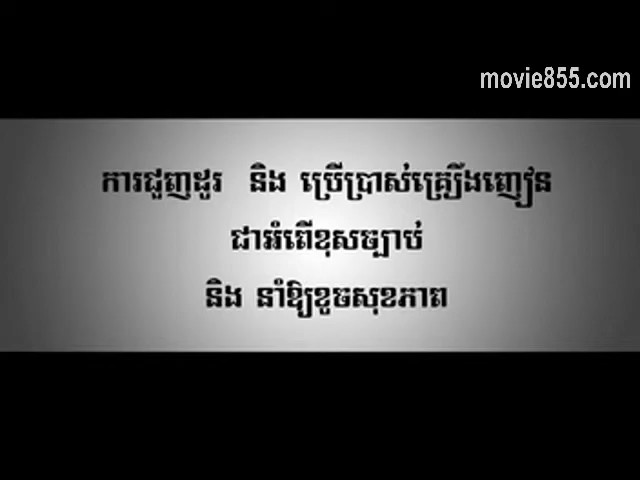 movie855.com
ការជួញដូរ និង ប្រើប្រាស់គ្រឿងញៀន
ជាអំពើខុសច្បាប់
និង នាំឱ្យខូចសុខភាព